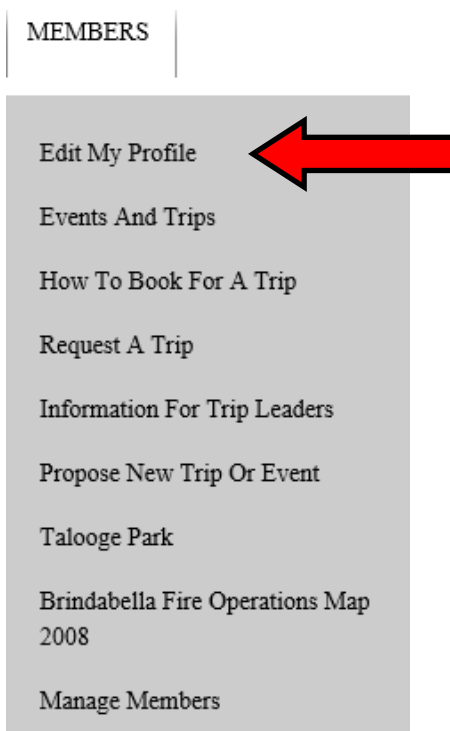 MEMBERS
Edit My Profile
Events And Trips
How To Book For A Trip
Request A Trip
Information For Trip Leaders
Propose New Trip Or Event
Talooge Park
Brindabella Fire Operations Map
2008
Manage Members